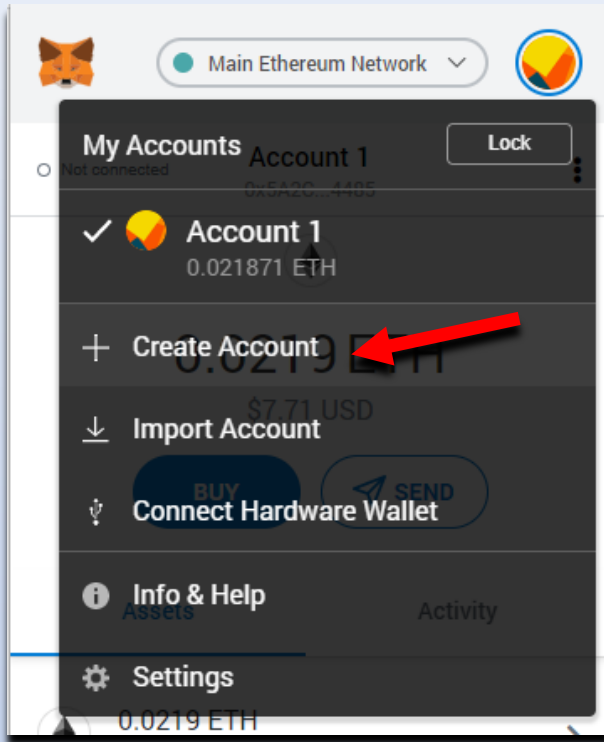 Main Ethereum Network
My Accounts
Lock
Not connected
Account 1
0x5A2C...4485
Account 1
0.021871 ETH
Create Account
0.0219 ETH
$7.71 USD
Import Account
BUY
SEND
Connect Hardware Wallet
Info & Help
Assets
Activity
Settings
0.0219 ETH